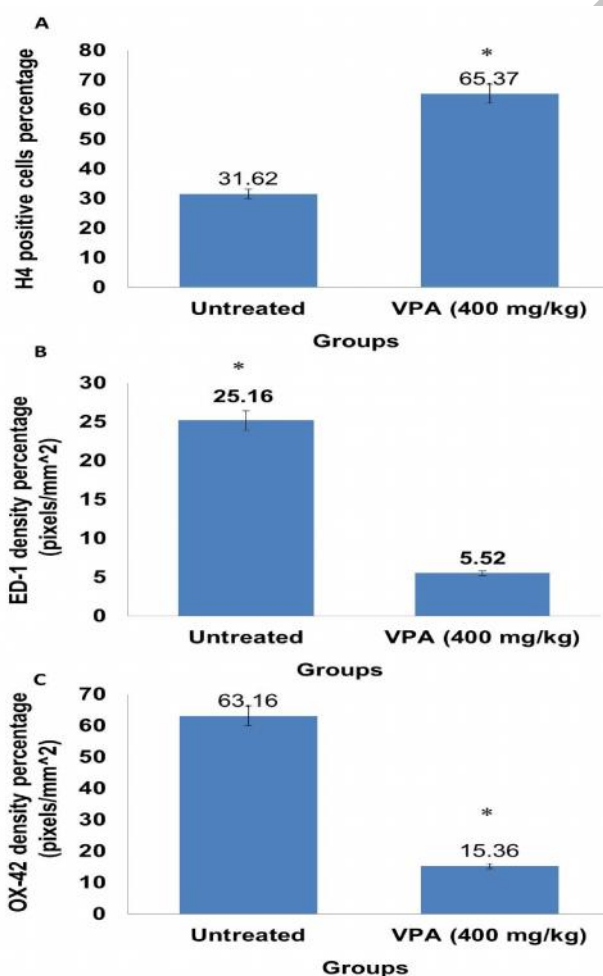 A
H4 positive cells percentage
80
70
60
50
40
30
20
10
0
31.62
*
65.37
Untreated
VPA (400 mg/kg)
Groups
B
ED-1 density percentage
(pixels/mm^2)
30
25
20
15
10
5
0
*
25.16
5.52
Untreated
VPA (400 mg/kg)
Groups
C
OX-42 density percentage
(pixels/mm^2)
70
60
50
40
30
20
10
0
63.16
*
15.36
Untreated
VPA (400 mg/kg)
Groups